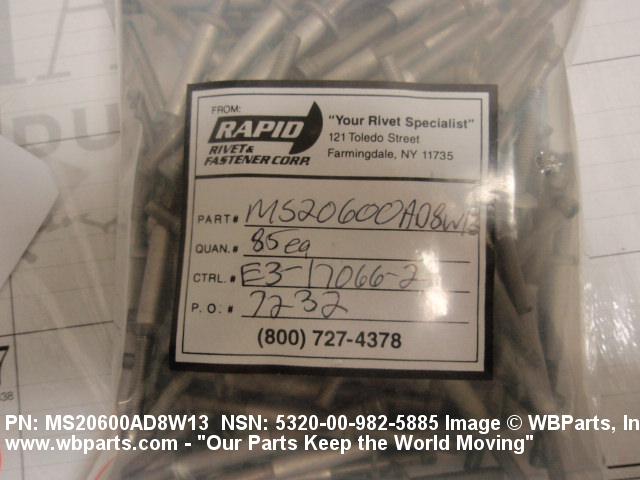 FROM:
RAPID
RIVET &
FASTENER CORP.
"Your Rivet Specialist"
121 Toledo Street
Farmingdale, NY 11735
PART# MS20600AD8W13
QUAN.# 85 ea
CTRL.# E3-17066-2
P.O.# 7232
(800) 727-4378
PN: MS20600AD8W13 NSN: 5320-00-982-5885 Image © WBParts, In
www.wbparts.com - "Our Parts Keep the World Moving"